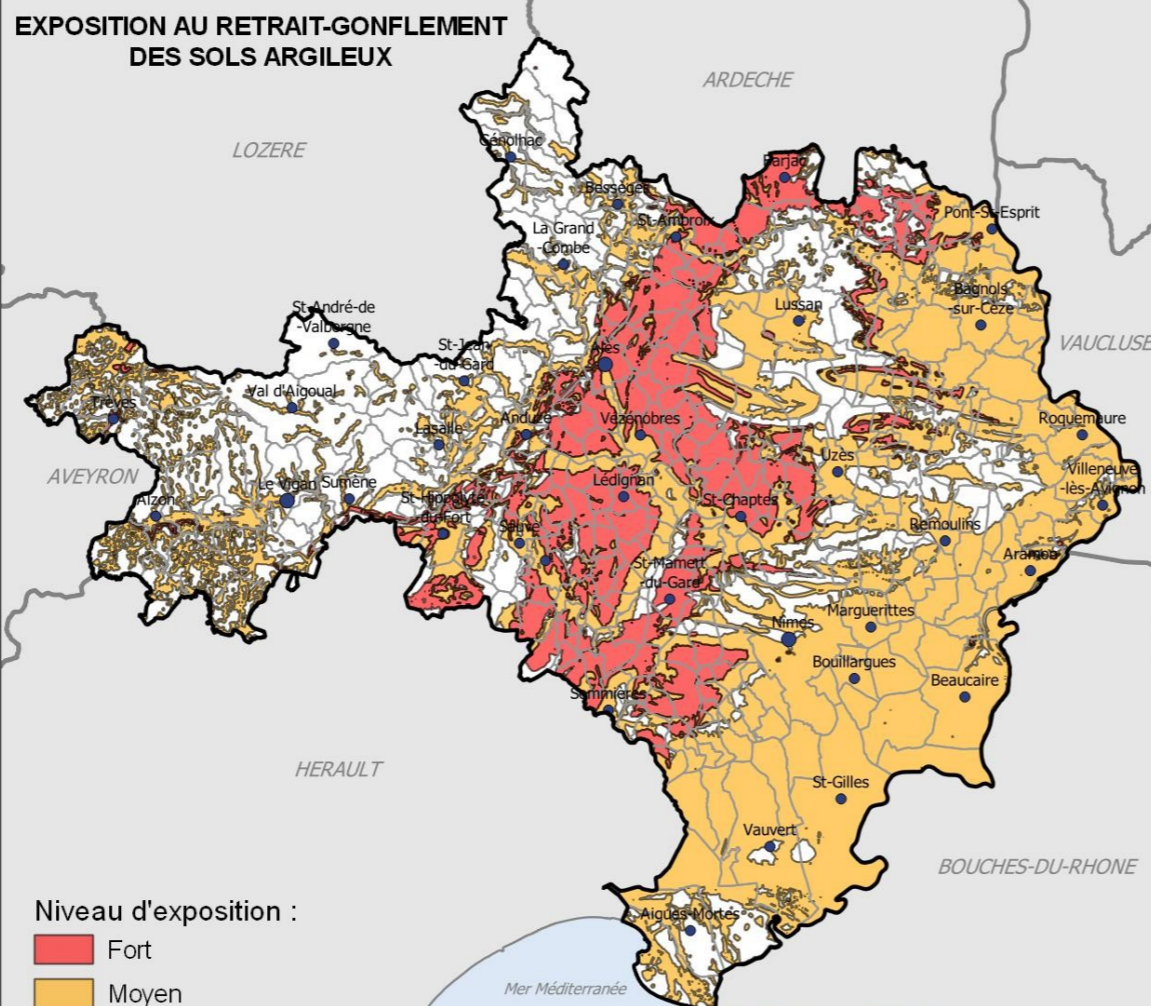 EXPOSITION AU RETRAIT-GONFLEMENT
DES SOLS ARGILEUX
ARDECHE
LOZERE
Génolhac
Barjac
Bessèges
St-Ambroix
Pont-St-Esprit
La Grand
-Combe
Bagnols
-sur-Cèze
St-André-de
-Valborgne
Lussan
VAUCLUSE
St-Jean
-du-Gard
Alès
Val d'Aigoual
Trèves
Anduze
Vézénobres
Roquemaure
Lasalle
Uzès
Villeneuve
-lès-Avignon
AVEYRON
Le Vigan
Sumène
Lédignan
Alzon
St-Hippolyte
-du-Fort
St-Chaptes
Sauve
Remoulins
Aramon
St-Mamert
-du-Gard
Marguerittes
Nîmes
Bouillargues
Beaucaire
Sommières
HERAULT
St-Gilles
Vauvert
BOUCHES-DU-RHONE
Aigues-Mortes
Niveau d'exposition :
Fort
Moyen
Mer Méditerranée